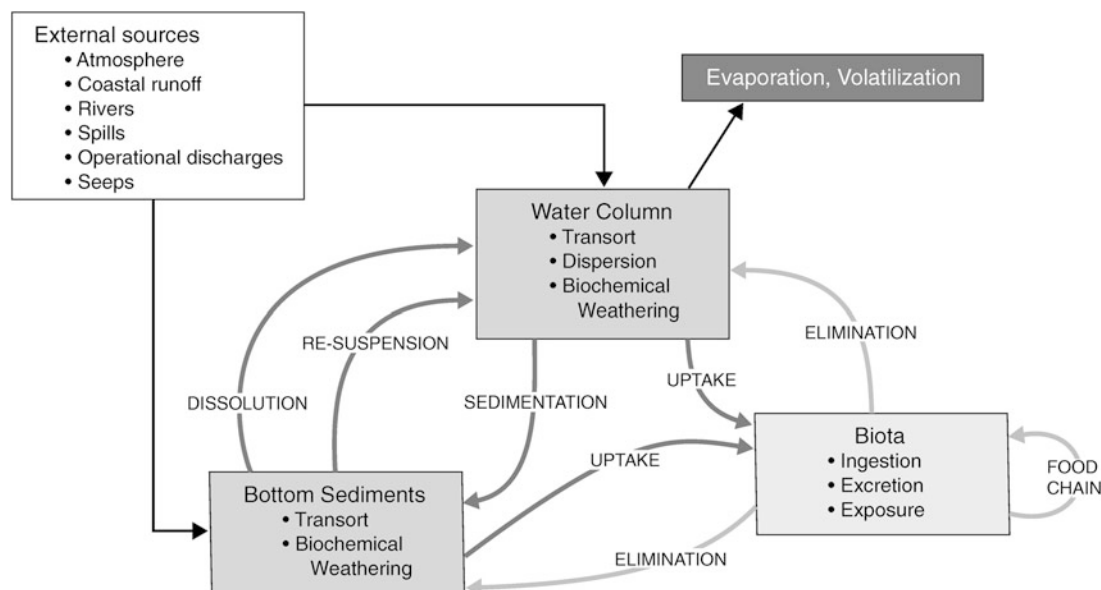 External sources
• Atmosphere
• Coastal runoff
• Rivers
• Spills
• Operational discharges
• Seeps
Evaporation, Volatilization
Water Column
• Transort
• Dispersion
• Biochemical
Weathering
ELIMINATION
RE-SUSPENSION
UPTAKE
DISSOLUTION
SEDIMENTATION
Biota
• Ingestion
• Excretion
• Exposure
FOOD
CHAIN
UPTAKE
Bottom Sediments
• Transort
• Biochemical
Weathering
ELIMINATION